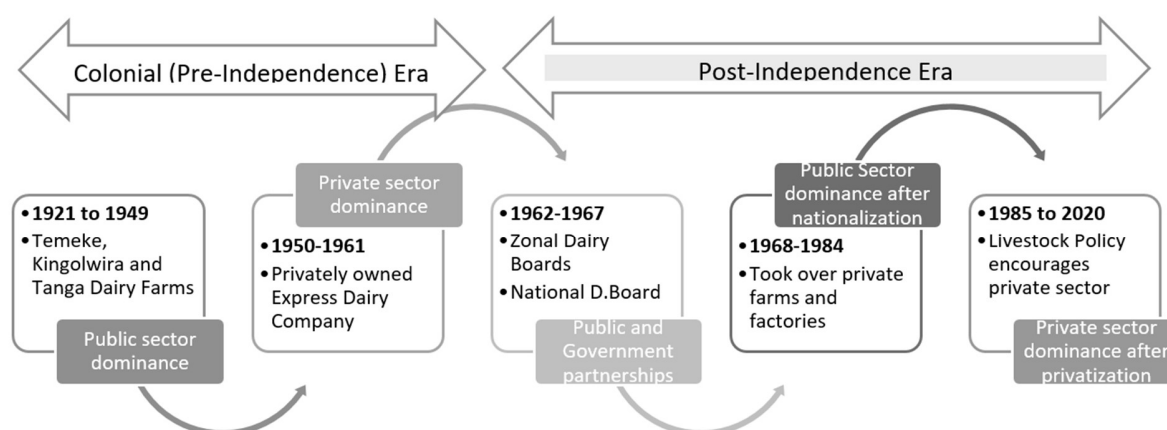 Colonial (Pre-Independence) Era
Post-Independence Era
• 1921 to 1949
• Temeke,
Kingolwira and
Tanga Dairy Farms
Public sector
dominance
Private sector
dominance
• 1950-1961
• Privately owned
Express Dairy
Company
• 1962-1967
• Zonal Dairy
Boards
• National D.Board
Public and
Government
partnerships
Public Sector
dominance after
nationalization
• 1968-1984
• Took over private
farms and
factories
• 1985 to 2020
• Livestock Policy
encourages
private sector
Private sector
dominance after
privatization